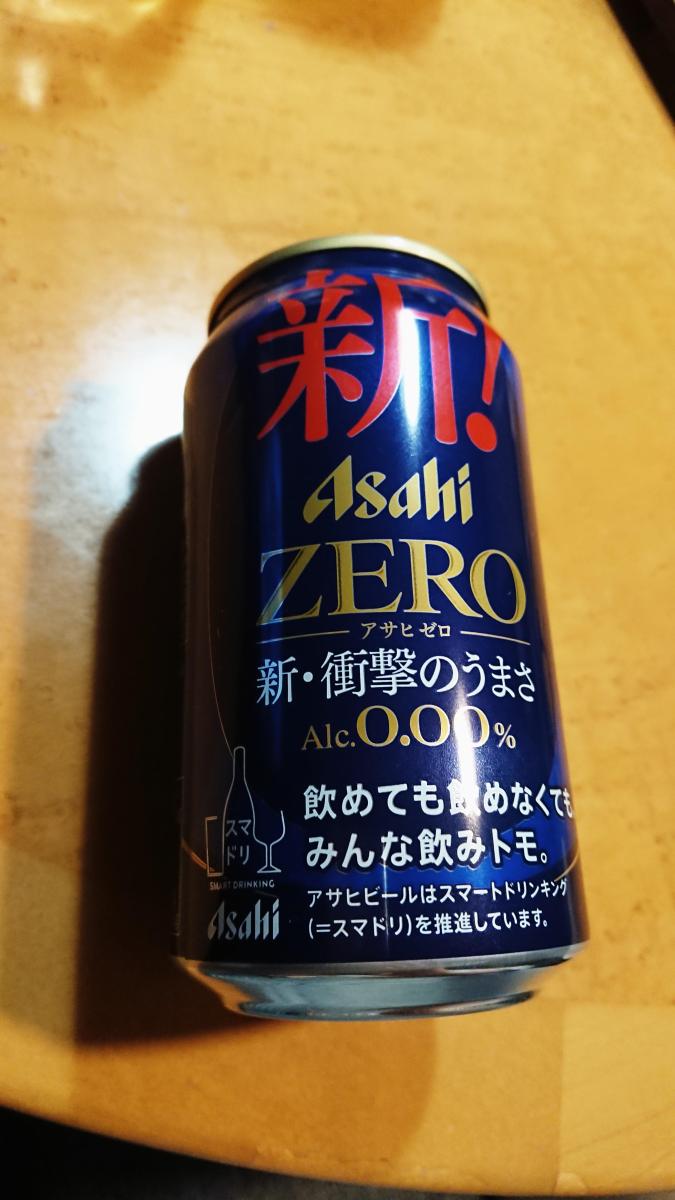 新!
Asahi
ZERO
アサヒゼロ
新・衝撃のうまさ
Alc.0.00%
飲めても飲めなくても、
みんな飲みトモ。
スマ
ドリ
SMART DRINKING
Asahi
アサヒビールはスマートドリンキング
(=スマドリ)を推進しています。